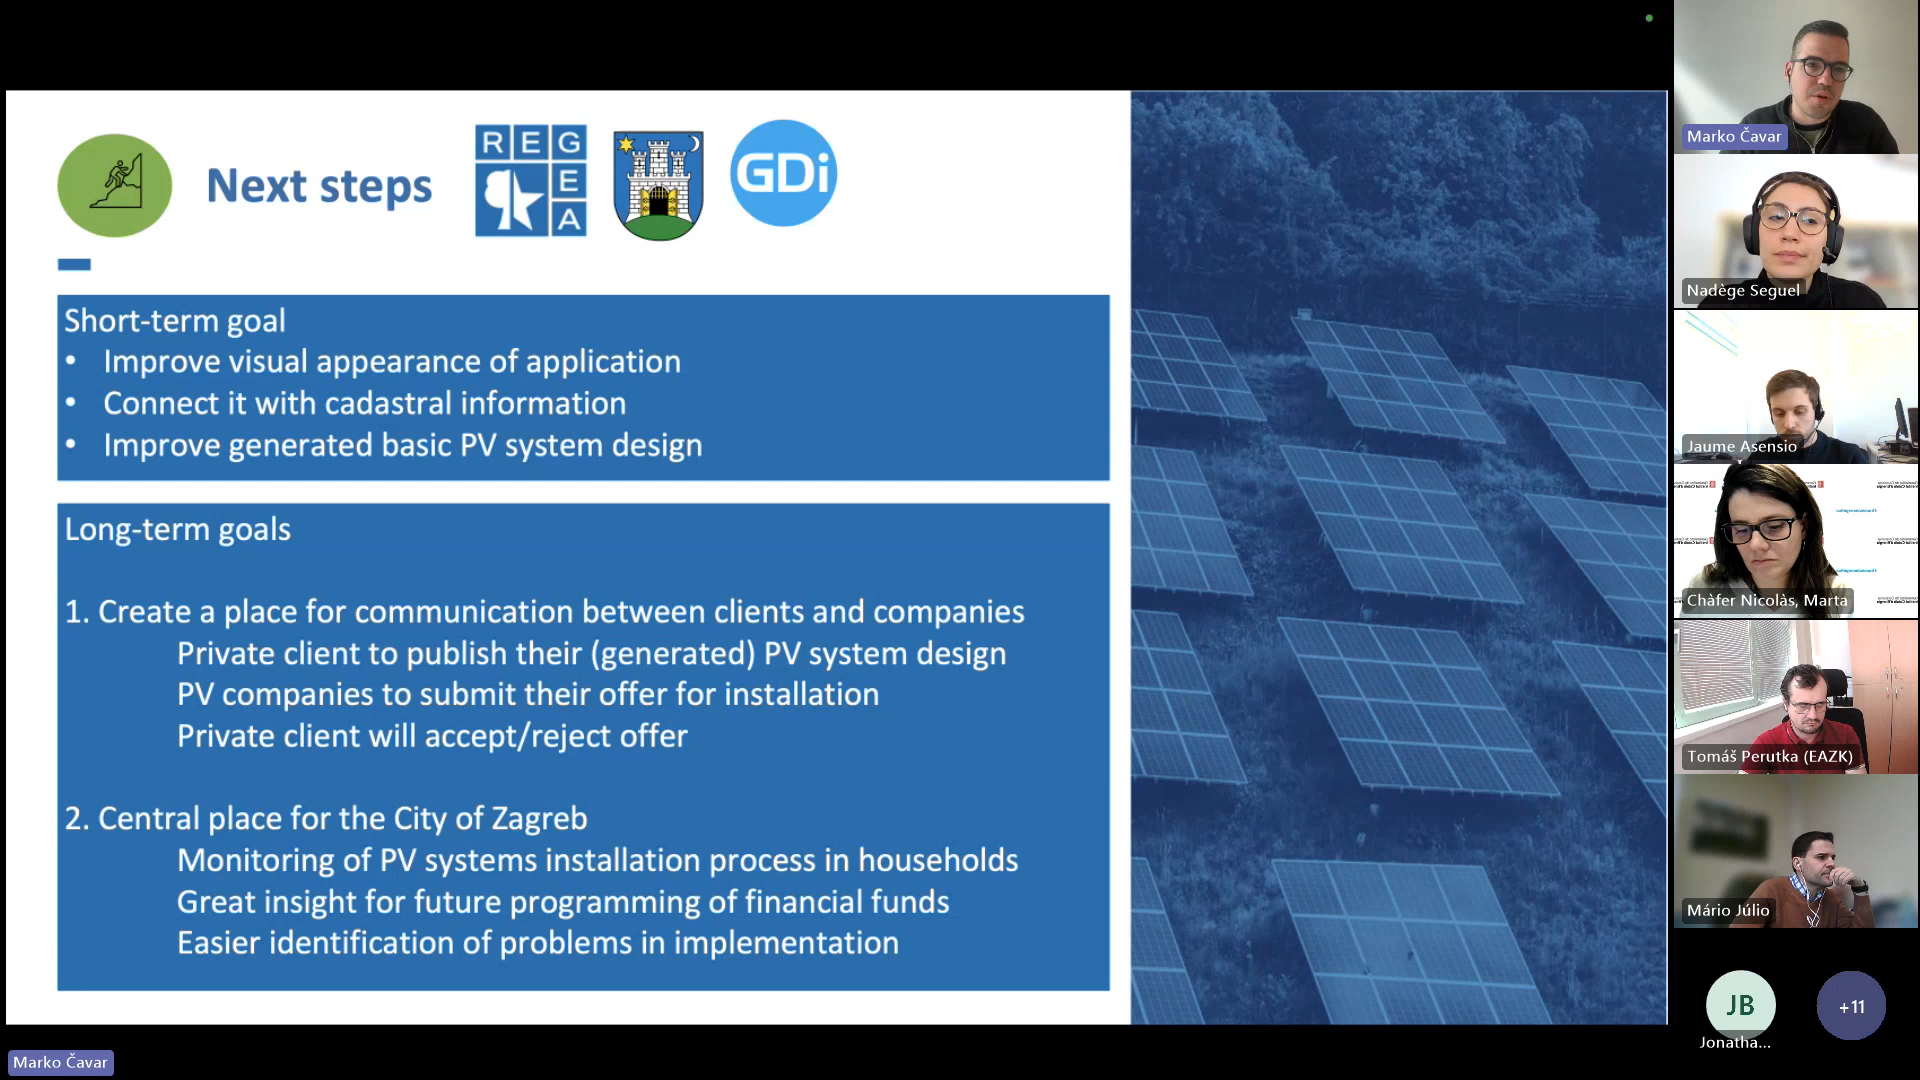 Next steps
R E G
E
A
GDi
Short-term goal
• Improve visual appearance of application
• Connect it with cadastral information
• Improve generated basic PV system design
Long-term goals
1. Create a place for communication between clients and companies
Private client to publish their (generated) PV system design
PV companies to submit their offer for installation
Private client will accept/reject offer
2. Central place for the City of Zagreb
Monitoring of PV systems installation process in households
Great insight for future programming of financial funds
Easier identification of problems in implementation
Marko Čavar
Marko Čavar
Nadège Seguel
Jaume Asensio
Chàfer Nicolàs, Marta
Tomáš Perutka (EAZK)
Mário Júlio
JB
Jonatha...
+11